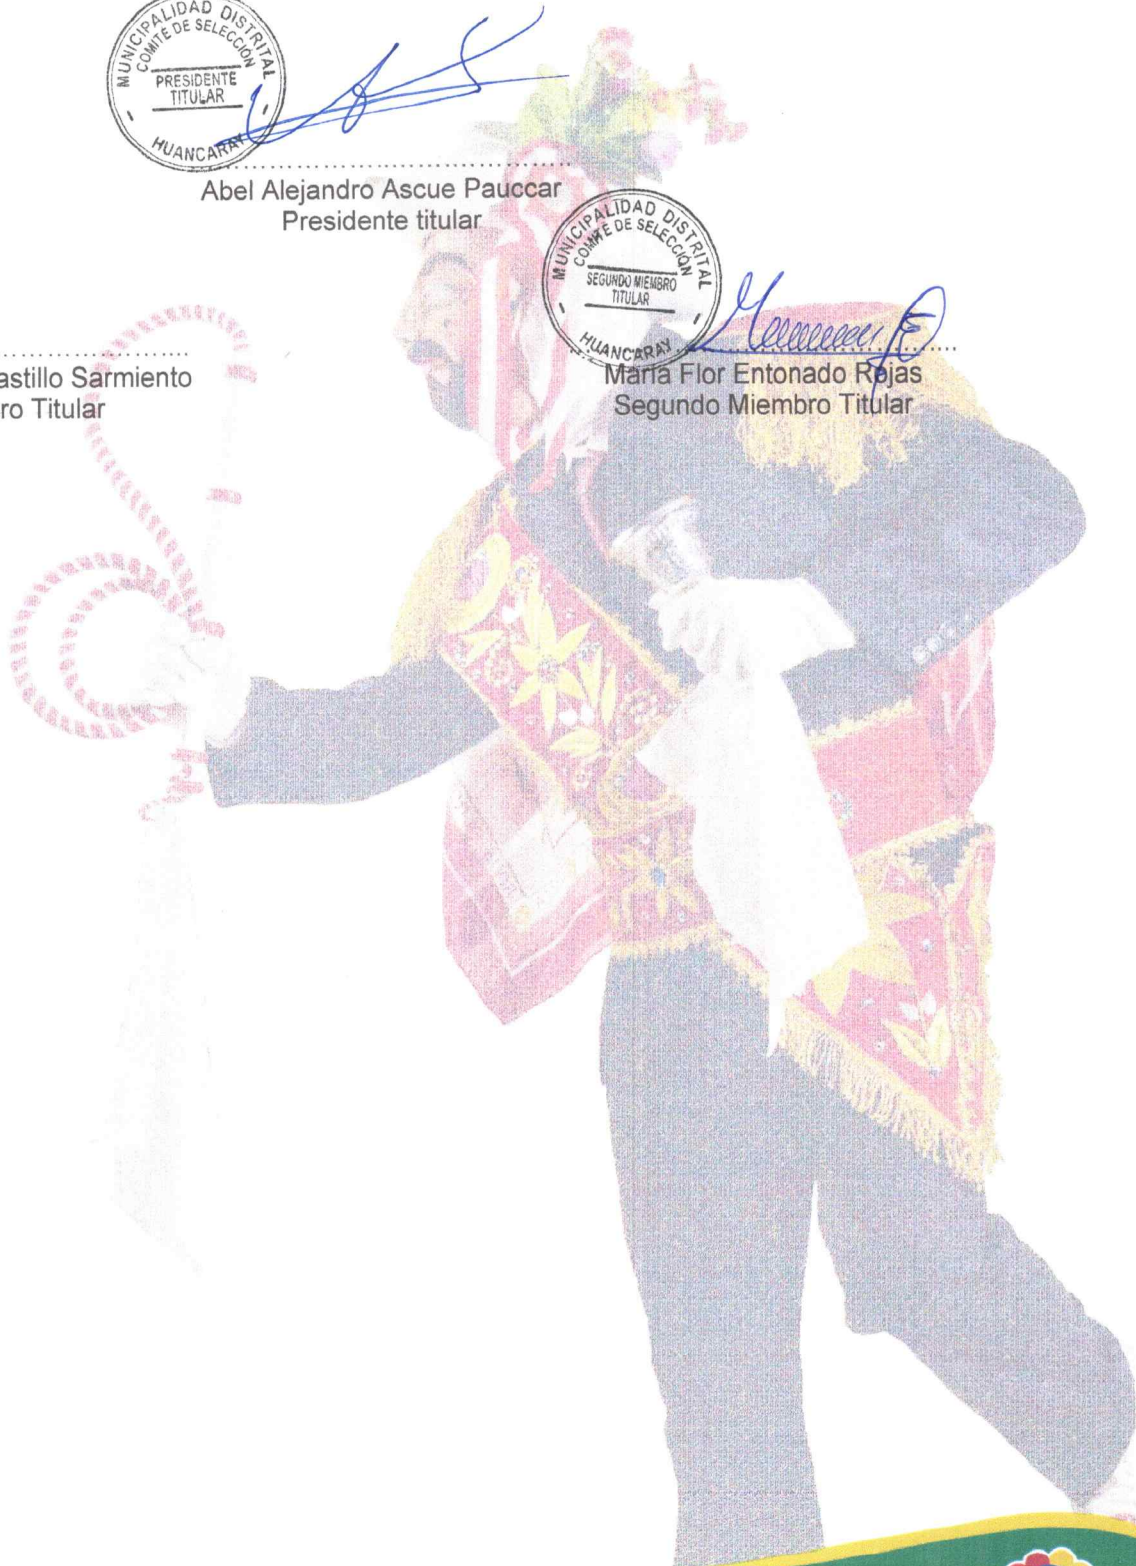 MUNICIPALIDAD DISTRITAL
COMITÉ DE SELECCIÓN
PRESIDENTE
TITULAR
HUANCARAY
Abel Alejandro Ascue Pauccar
Presidente titular
MUNICIPALIDAD DISTRITAL
COMITÉ DE SELECCIÓN
SEGUNDO MIEMBRO
TITULAR
HUANCARAY
astillo Sarmiento
ro Titular
María Flor Entonado Rojas
Segundo Miembro Titular